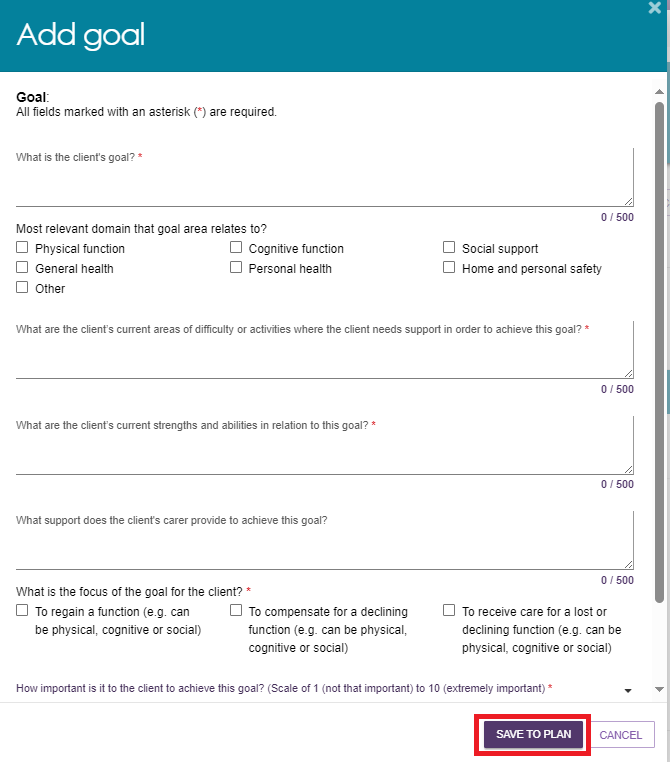 Add goal
Goal:
All fields marked with an asterisk (*) are required.
What is the client's goal? *
0 / 500
Most relevant domain that goal area relates to?
Physical function Cognitive function Social support
General health Personal health Home and personal safety
Other
What are the client's current areas of difficulty or activities where the client needs support in order to achieve this goal? *
0 / 500
What are the client's current strengths and abilities in relation to this goal? *
0 / 500
What support does the client's carer provide to achieve this goal?
0 / 500
What is the focus of the goal for the client? *
To regain a function (e.g. can
be physical, cognitive or social)
To compensate for a declining
function (e.g. can be physical,
cognitive or social)
To receive care for a lost or
declining function (e.g. can be
physical, cognitive or social)
How important is it to the client to achieve this goal? (Scale of 1 (not that important) to 10 (extremely important) *
SAVE TO PLAN CANCEL